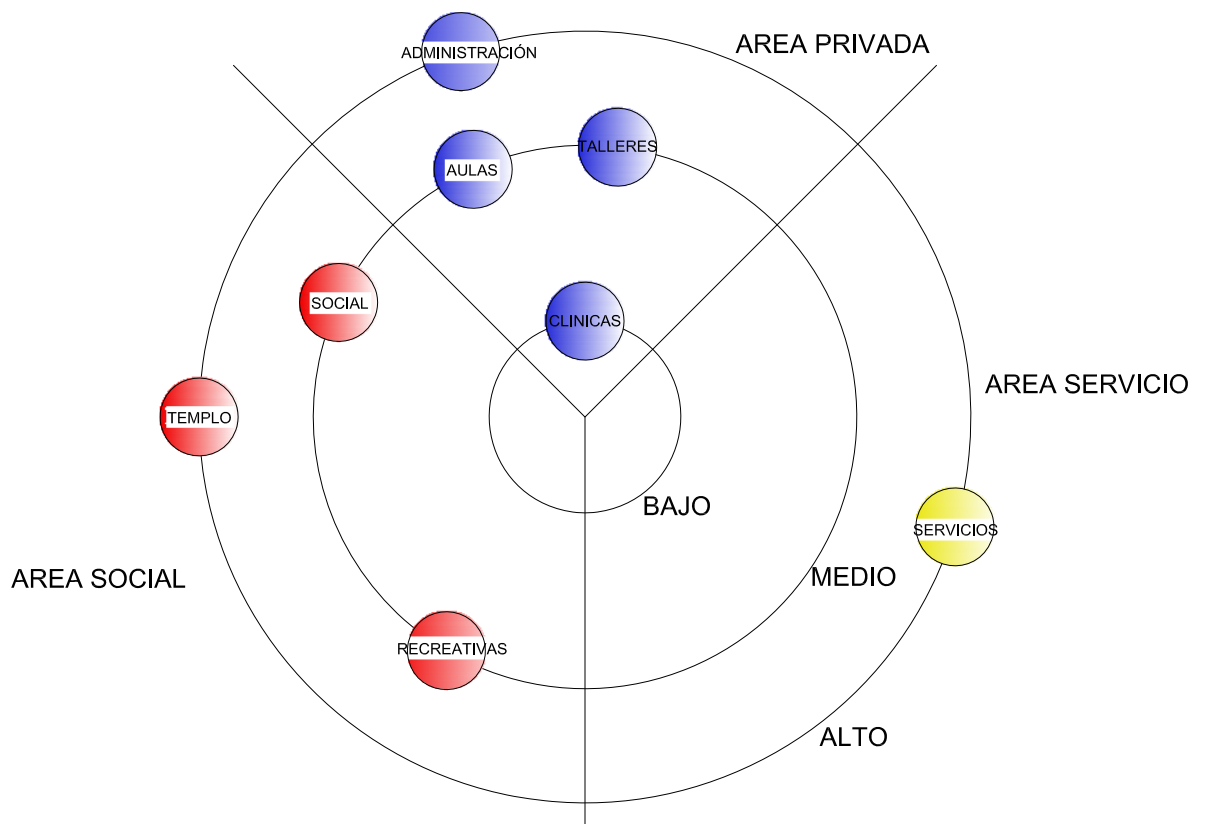 AREA PRIVADA
ADMINISTRACIÓN
TALLERES
AULAS
SOCIAL
CLINICAS
AREA SERVICIO
TEMPLO
BAJO
SERVICIOS
MEDIO
AREA SOCIAL
RECREATIVAS
ALTO